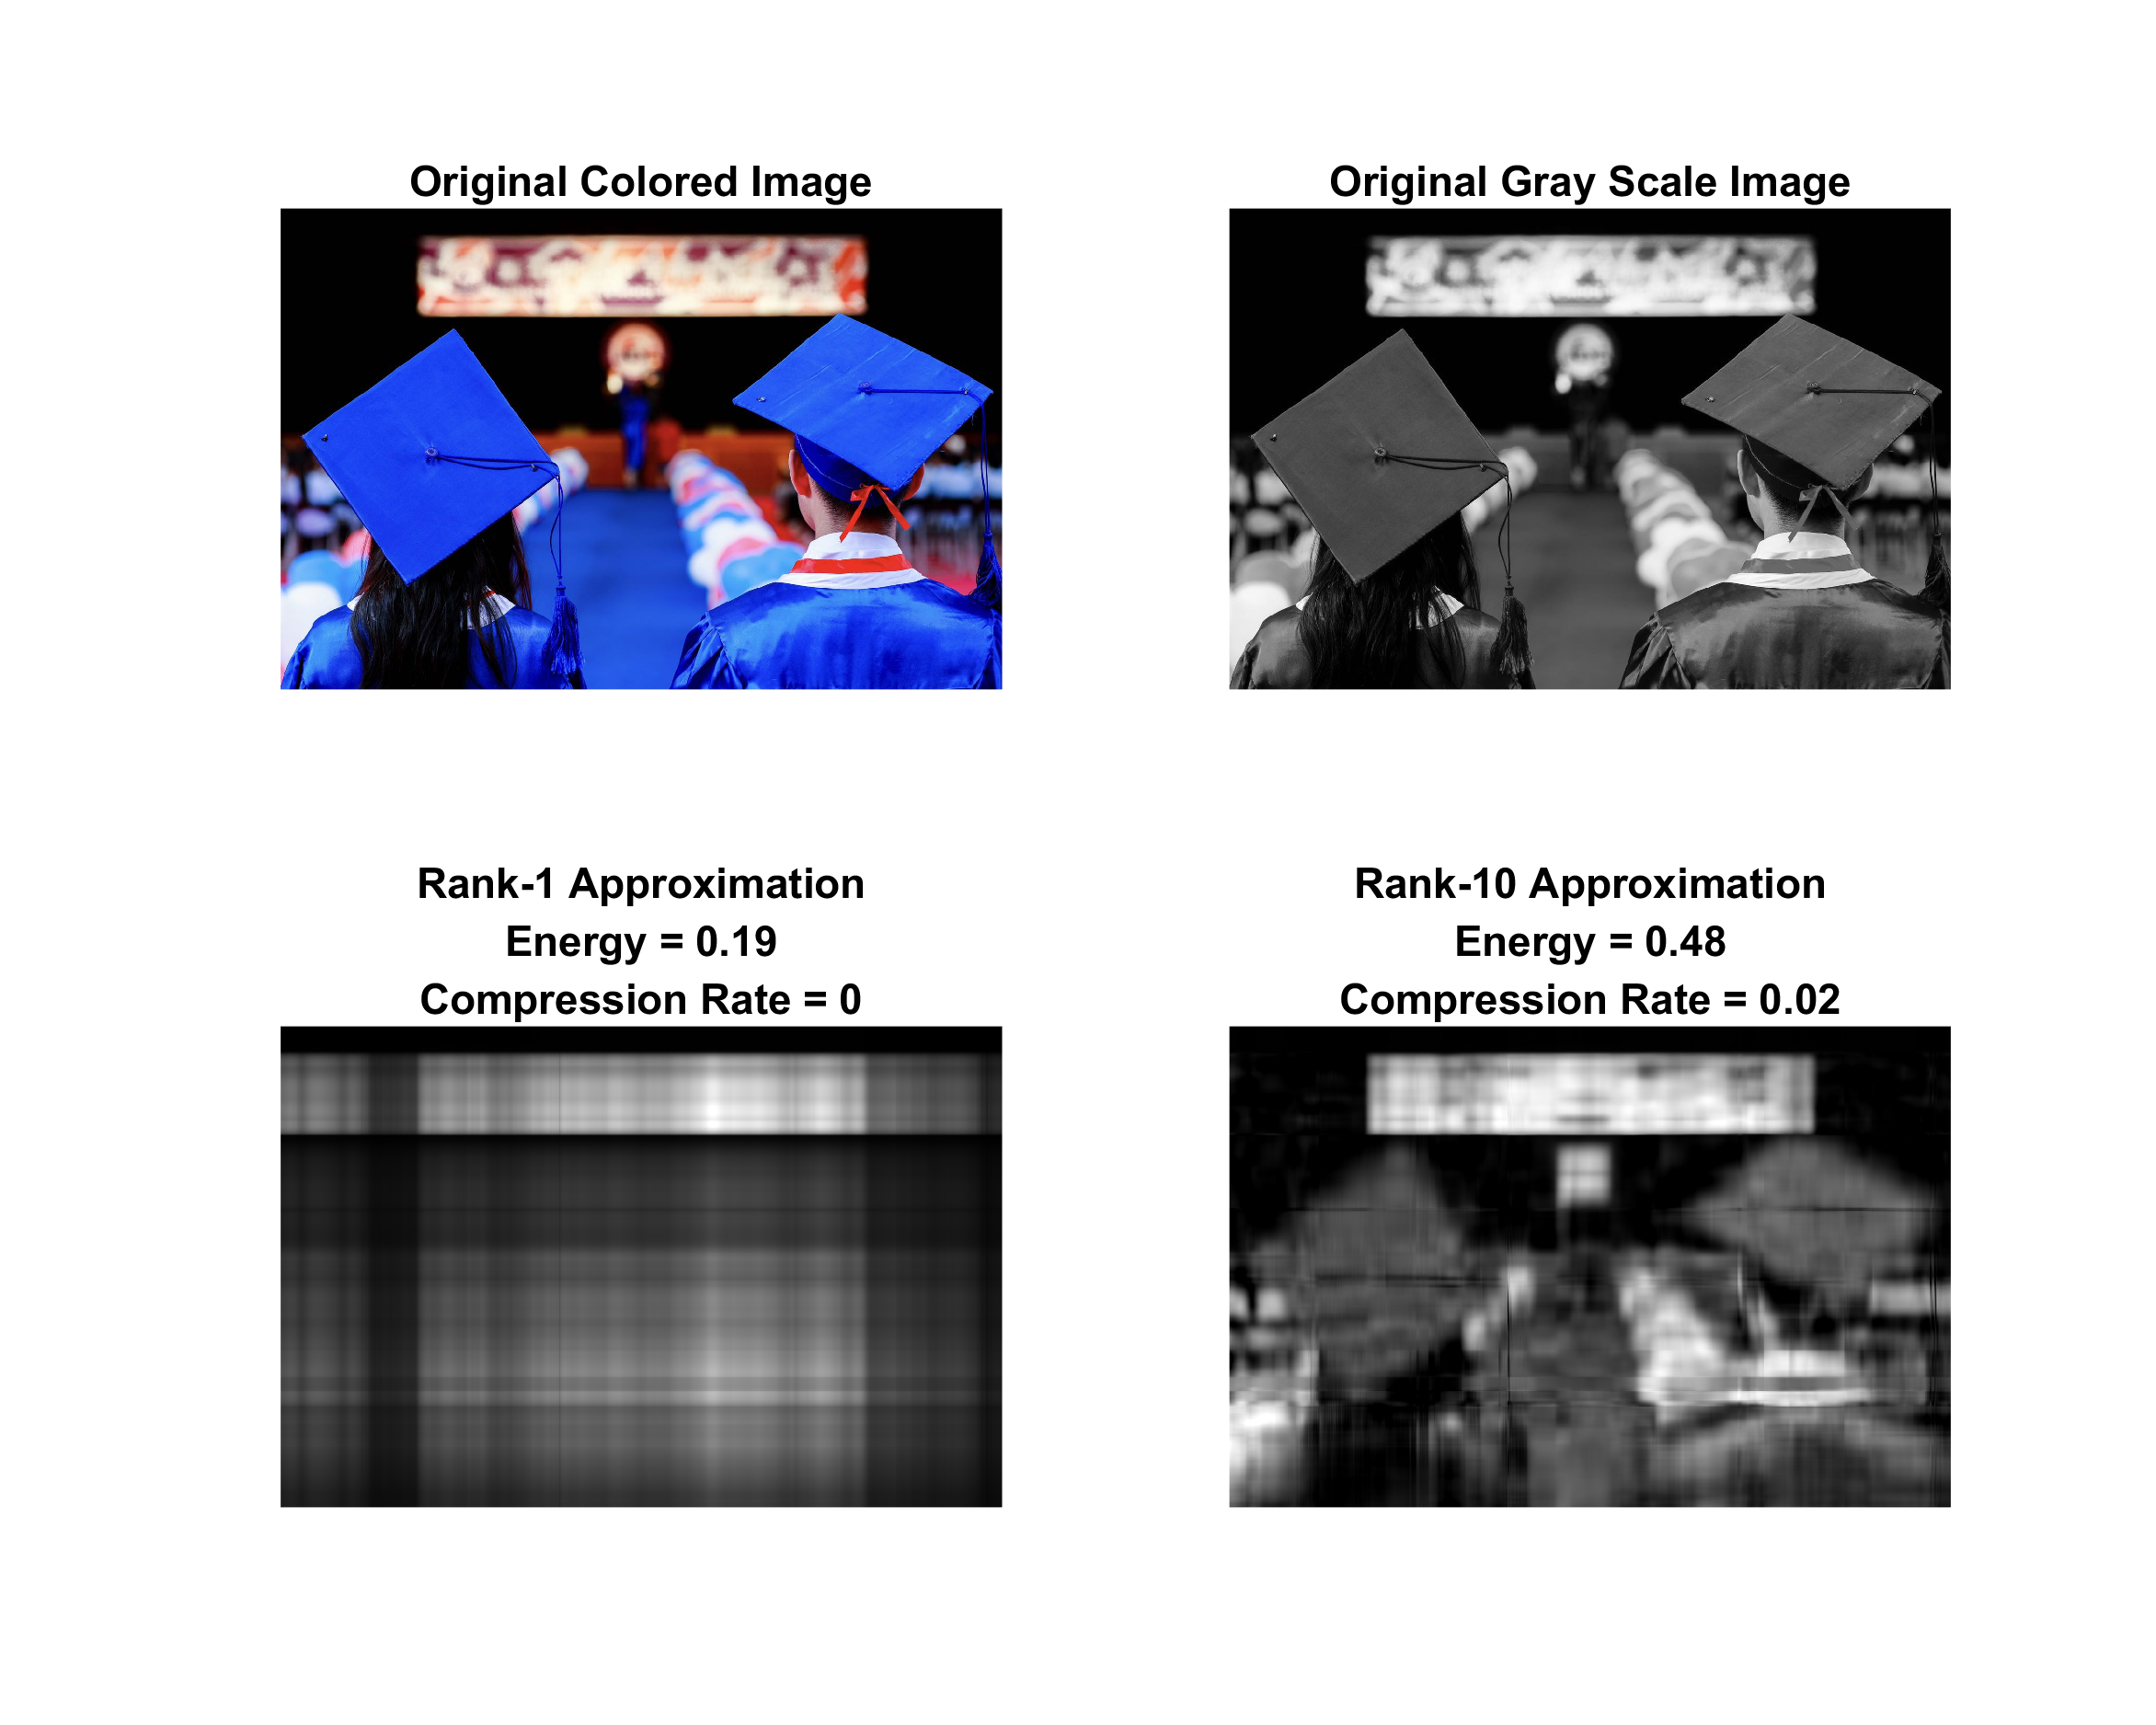 Original Colored Image
Original Gray Scale Image
Rank-1 Approximation
Energy = 0.19
Compression Rate = 0
Rank-10 Approximation
Energy = 0.48
Compression Rate = 0.02